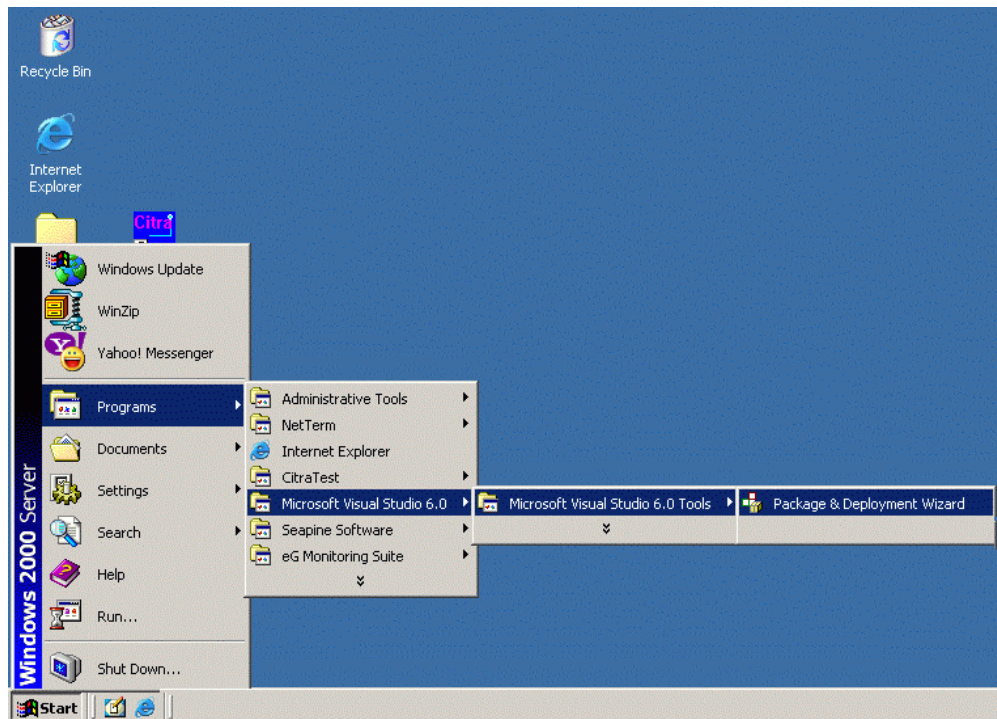 Recycle Bin
Internet
Explorer
Citra
Windows Update
WinZip
Yahoo! Messenger
Programs
Documents
Settings
Search
Help
Run...
Shut Down...
Windows 2000 Server
Administrative Tools
NetTerm
Internet Explorer
CitraTest
Microsoft Visual Studio 6.0
Seapine Software
eG Monitoring Suite
Microsoft Visual Studio 6.0 Tools
Package & Deployment Wizard
Start